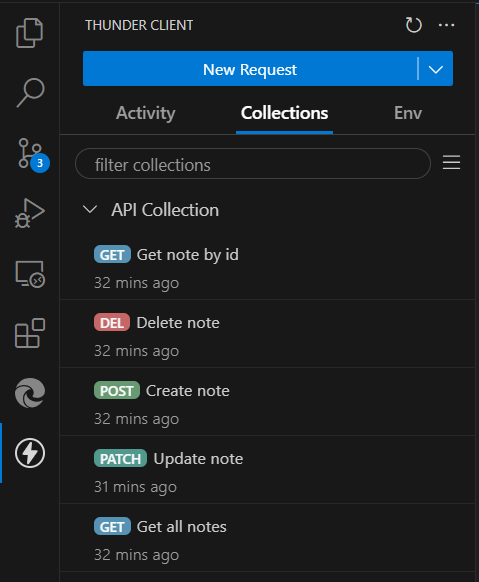 THUNDER CLIENT
New Request
Activity Collections Env
filter collections
API Collection
GET Get note by id
32 mins ago
3
DEL Delete note
32 mins ago
POST Create note
32 mins ago
PATCH Update note
31 mins ago
GET Get all notes
32 mins ago